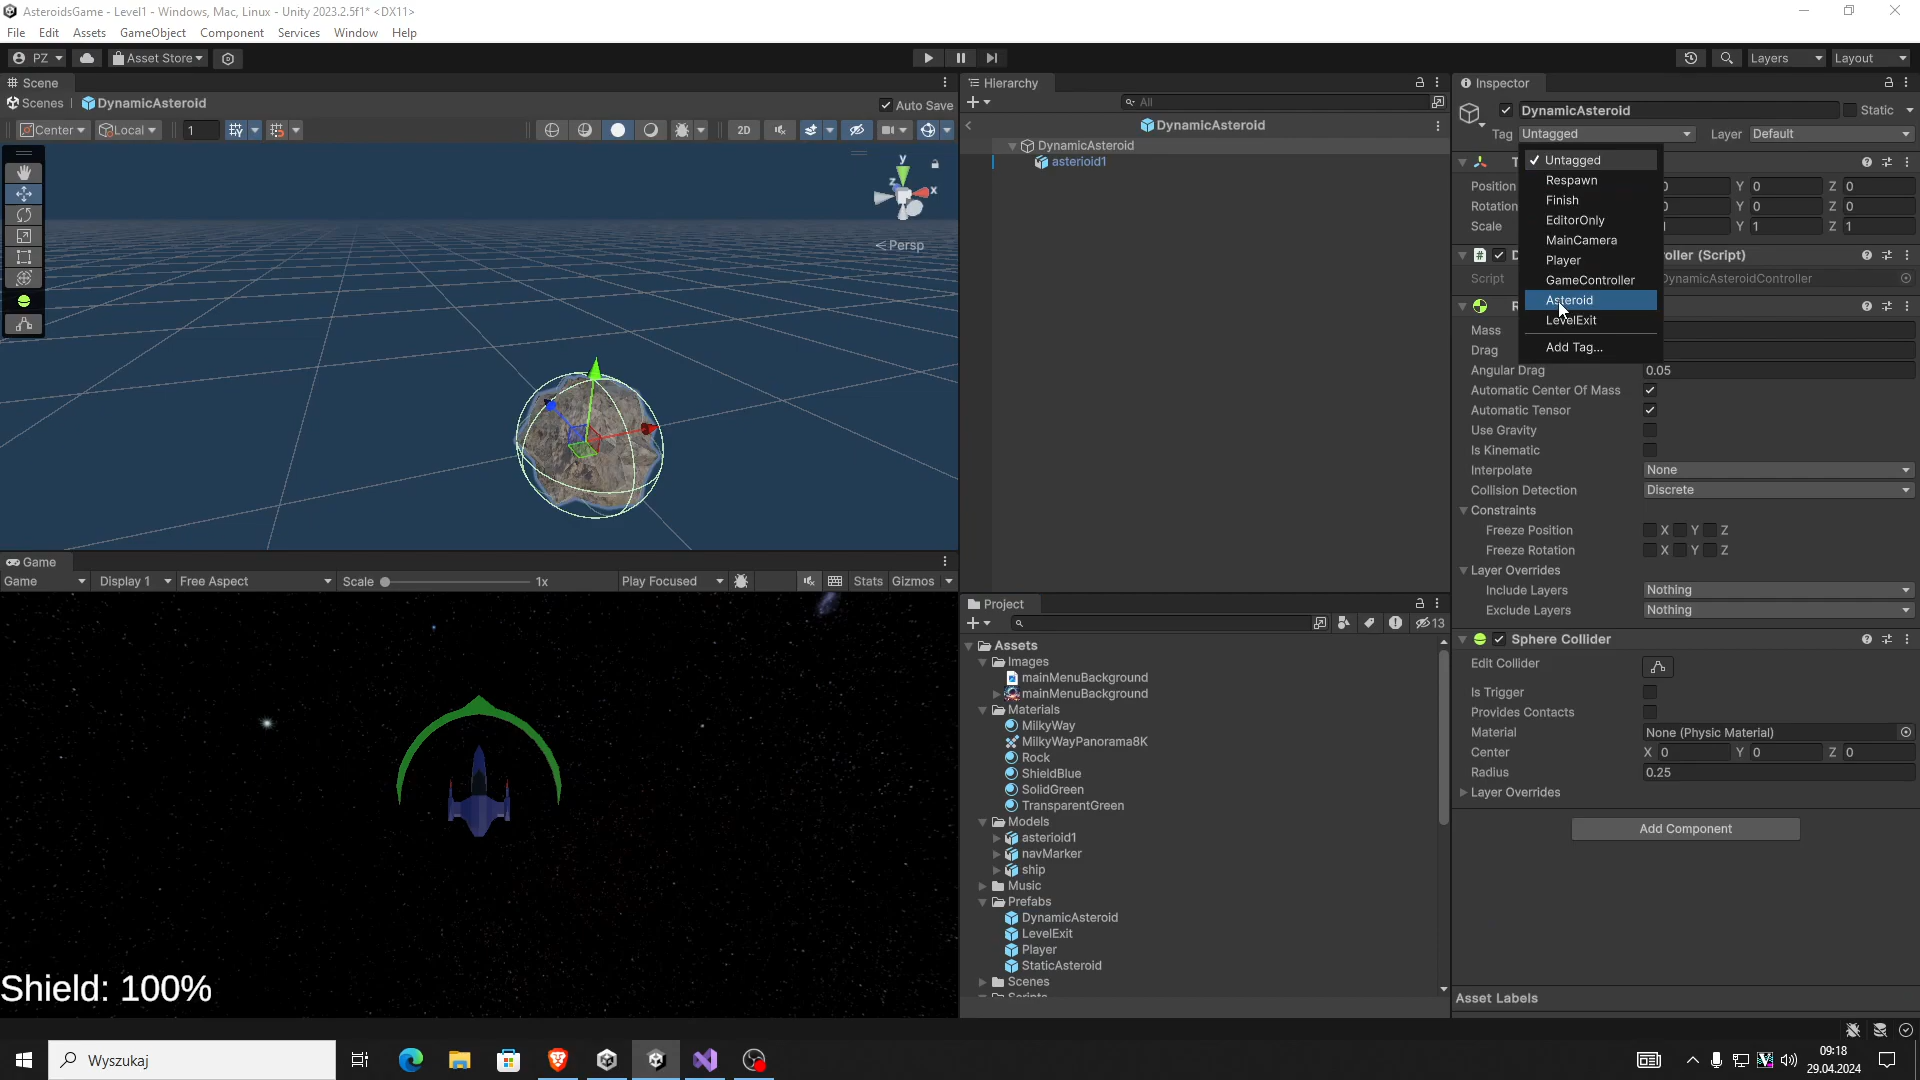 AsteroidsGame - Level1 - Windows, Mac, Linux - Unity 2023.2.5f1* <DX11>
File Edit Assets GameObject Component Services Window Help
PZ Asset Store Layers Layout
Scene
Scenes DynamicAsteroid Auto Save
Center Local 1 2D
y
z x
Persp
Game
Game Display 1 Free Aspect Scale 1x Play Focused Stats Gizmos
Shield: 100%
Hierarchy
All
DynamicAsteroid
DynamicAsteroid
asterioid1
Project
13
Assets
Images
mainMenuBackground
mainMenuBackground
Materials
MilkyWay
MilkyWayPanorama8K
Rock
ShieldBlue
SolidGreen
TransparentGreen
Models
asterioid1
navMarker
ship
Music
Prefabs
DynamicAsteroid
LevelExit
Player
StaticAsteroid
Scenes
Scripts
Inspector
DynamicAsteroid Static
Tag Untagged Layer Default
Untagged
Respawn
Finish
EditorOnly
MainCamera
Player
GameController
Asteroid
LevelExit
Add Tag...
Position 0 Y 0 Z 0
Rotation 0 Y 0 Z 0
Scale 1 Y 1 Z 1
roller (Script)
Script DynamicAsteroidController
Mass
Drag
Angular Drag 0.05
Automatic Center Of Mass
Automatic Tensor
Use Gravity
Is Kinematic
Interpolate None
Collision Detection Discrete
Constraints
Freeze Position X Y Z
Freeze Rotation X Y Z
Layer Overrides
Include Layers Nothing
Exclude Layers Nothing
Sphere Collider
Edit Collider
Is Trigger
Provides Contacts
Material None (Physic Material)
Center X 0 Y 0 Z 0
Radius 0.25
Layer Overrides
Add Component
Asset Labels
Wyszukaj
09:18
29.04.2024